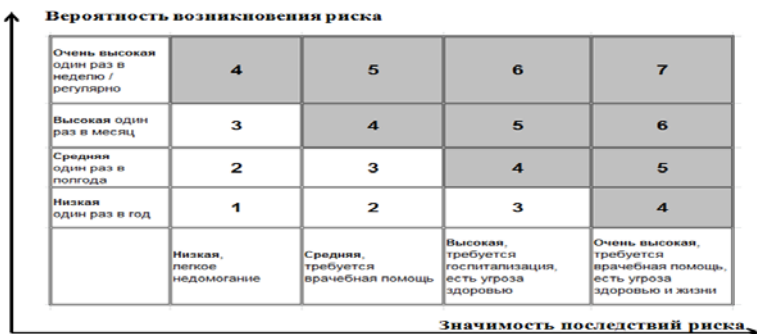 Вероятность возникновения риска
Очень высокая
один раз в
неделю /
регулярно
4
5
6
7
Высокая один
раз в месяц
3
4
5
6
Средняя
один раз в
полгода
2
3
4
5
Низкая
один раз в год
1
2
3
4
Низкая,
легкое
недомогание
Средняя,
требуется
врачебная помощь
Высокая,
требуется
госпитализация,
есть угроза
здоровью
Очень высокая,
требуется
врачебная помощь,
есть угроза
здоровью и жизни
Значимость последствий риска